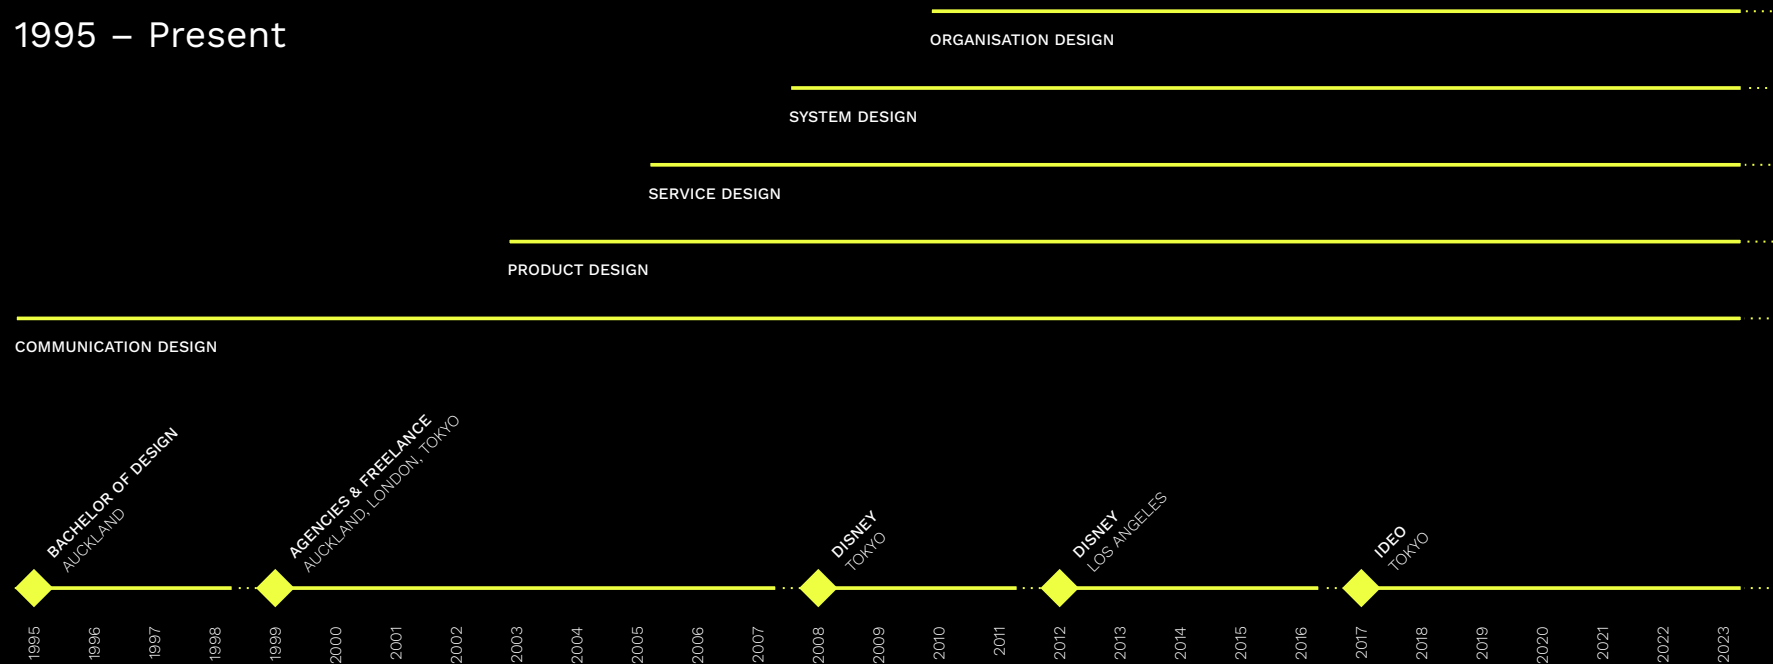 1995 – Present
ORGANISATION DESIGN
SYSTEM DESIGN
SERVICE DESIGN
PRODUCT DESIGN
COMMUNICATION DESIGN
BACHELOR OF DESIGN
AUCKLAND
AGENCIES & FREELANCE
AUCKLAND, LONDON, TOKYO
DISNEY
TOKYO
DISNEY
LOS ANGELES
IDEO
TOKYO
1995
1996
1997
1998
1999
2000
2001
2002
2003
2004
2005
2006
2007
2008
2009
2010
2011
2012
2013
2014
2015
2016
2017
2018
2019
2020
2021
2022
2023